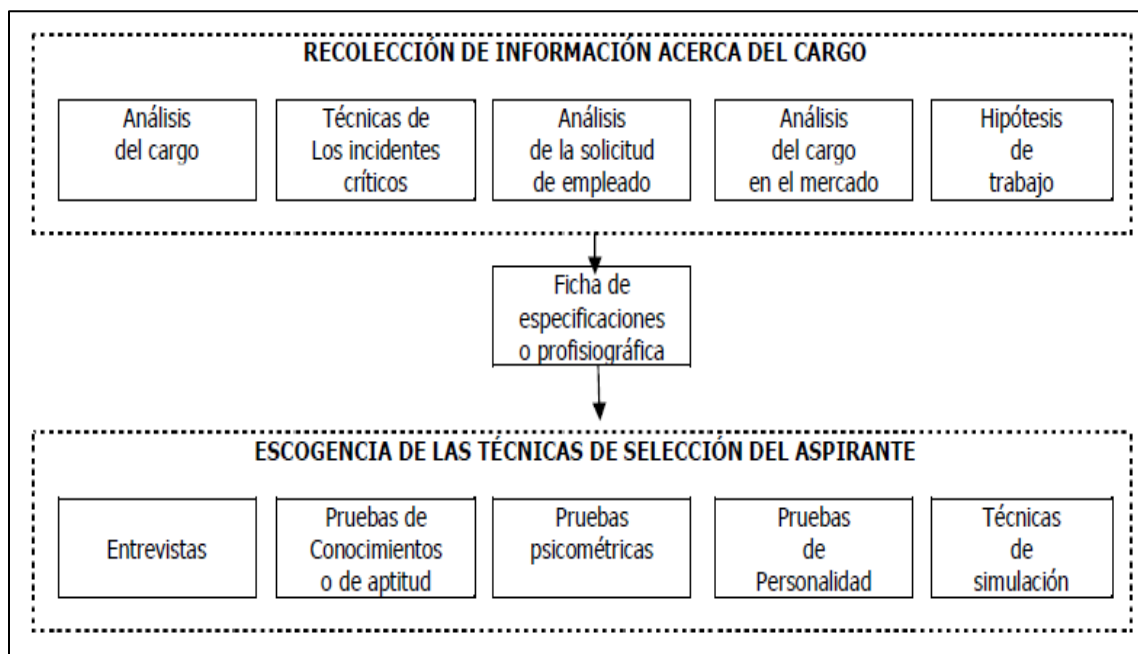 RECOLECCIÓN DE INFORMACIÓN ACERCA DEL CARGO
Análisis
del cargo
Técnicas de
Los incidentes
críticos
Análisis
de la solicitud
de empleado
Análisis
del cargo
en el mercado
Hipótesis
de
trabajo
Ficha de
especificaciones
o profisiográfica
ESCOGENCIA DE LAS TÉCNICAS DE SELECCIÓN DEL ASPIRANTE
Entrevistas
Pruebas de
Conocimientos
o de aptitud
Pruebas
psicométricas
Pruebas
de
Personalidad
Técnicas
de
simulación